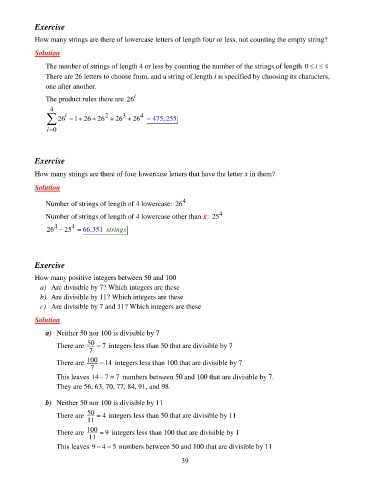 Exercise
How many strings are there of lowercase letters of length four or less, not counting the empty string?
Solution
The number of strings of length 4 or less by counting the number of the strings of length 0 ≤ i ≤ 4
There are 26 letters to choose from, and a string of length i is specified by choosing its characters,
one after another.
The product rules there are 26^i
∑_{i=0}^{4} 26^i = 1 + 26 + 26^2 + 26^3 + 26^4 = 475,255
Exercise
How many strings are there of four lowercase letters that have the letter x in them?
Solution
Number of strings of length of 4 lowercase: 26^4
Number of strings of length of 4 lowercase other than x: 25^4
26^4 − 25^4 = 66,351 strings
Exercise
How many positive integers between 50 and 100
a) Are divisible by 7? Which integers are these
b) Are divisible by 11? Which integers are these
c) Are divisible by 7 and 11? Which integers are these
Solution
a) Neither 50 nor 100 is divisible by 7
There are 50/7 = 7 integers less than 50 that are divisible by 7
There are 100/7 = 14 integers less than 100 that are divisible by 7
This leaves 14 − 7 = 7 numbers between 50 and 100 that are divisible by 7.
They are 56, 63, 70, 77, 84, 91, and 98.
b) Neither 50 nor 100 is divisible by 11
There are 50/11 = 4 integers less than 50 that are divisible by 11
There are 100/11 = 9 integers less than 100 that are divisible by 1
This leaves 9 − 4 = 5 numbers between 50 and 100 that are divisible by 11
39